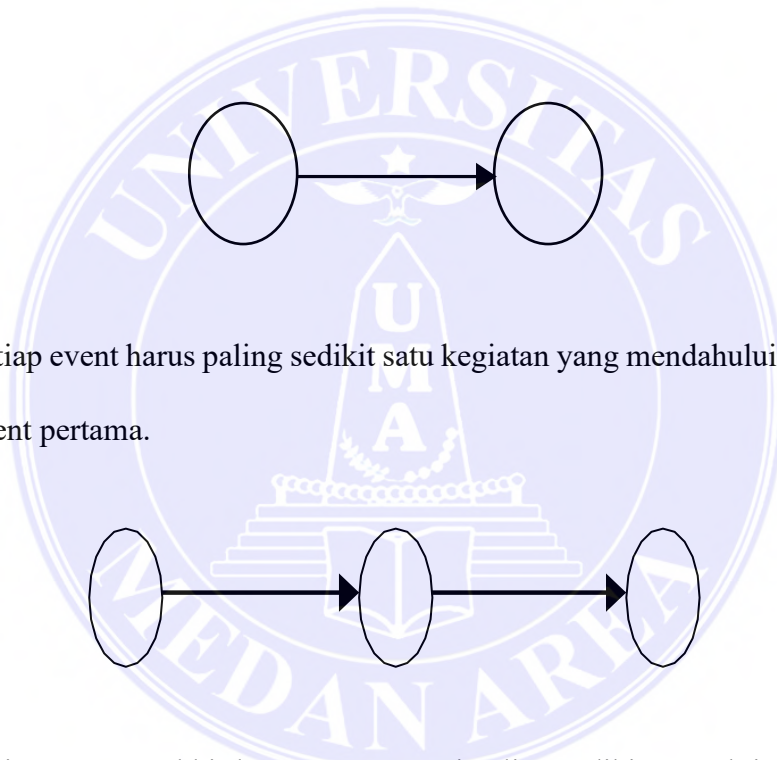 UNIVERSITAS
UMA
tiap event harus paling sedikit satu kegiatan yang mendahului
ent pertama.
MEDAN AREA